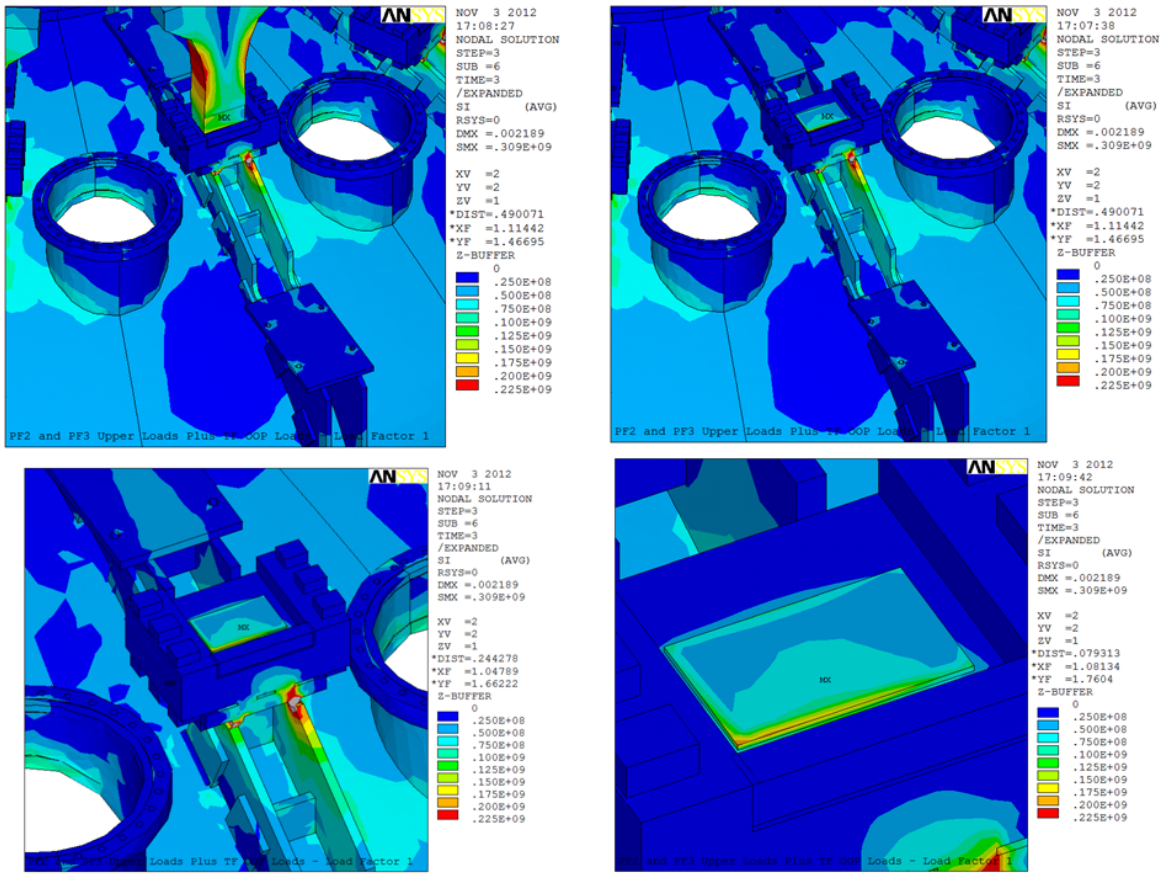 ANSYS
NOV 3 2012
17:08:27
NODAL SOLUTION
STEP=3
SUB =6
TIME=3
/EXPANDED
SI (AVG)
RSYS=0
DMX =.002189
SMX =.309E+09
XV =2
YV =2
ZV =1
*DIST=.490071
*XF =1.11442
*YF =1.46695
Z-BUFFER
0
.250E+08
.500E+08
.750E+08
.100E+09
.125E+09
.150E+09
.175E+09
.200E+09
.225E+09
MX
PF2 and PF3 Upper Loads Plus TF OOP Loads - Load Factor 1
ANSYS
NOV 3 2012
17:07:38
NODAL SOLUTION
STEP=3
SUB =6
TIME=3
/EXPANDED
SI (AVG)
RSYS=0
DMX =.002189
SMX =.309E+09
XV =2
YV =2
ZV =1
*DIST=.490071
*XF =1.11442
*YF =1.46695
Z-BUFFER
0
.250E+08
.500E+08
.750E+08
.100E+09
.125E+09
.150E+09
.175E+09
.200E+09
.225E+09
MX
PF2 and PF3 Upper Loads Plus TF OOP Loads - Load Factor 1
ANSYS
NOV 3 2012
17:09:11
NODAL SOLUTION
STEP=3
SUB =6
TIME=3
/EXPANDED
SI (AVG)
RSYS=0
DMX =.002189
SMX =.309E+09
XV =2
YV =2
ZV =1
*DIST=.244278
*XF =1.04789
*YF =1.66222
Z-BUFFER
0
.250E+08
.500E+08
.750E+08
.100E+09
.125E+09
.150E+09
.175E+09
.200E+09
.225E+09
MX
and PF3 Upper Loads Plus TF OOP Loads - Load Factor 1
ANSYS
NOV 3 2012
17:09:42
NODAL SOLUTION
STEP=3
SUB =6
TIME=3
/EXPANDED
SI (AVG)
RSYS=0
DMX =.002189
SMX =.309E+09
XV =2
YV =2
ZV =1
*DIST=.079313
*XF =1.08134
*YF =1.7604
Z-BUFFER
0
.250E+08
.500E+08
.750E+08
.100E+09
.125E+09
.150E+09
.175E+09
.200E+09
.225E+09
MX
PF2 and PF3 Upper Loads Plus TF OOP Loads - Load Factor 1